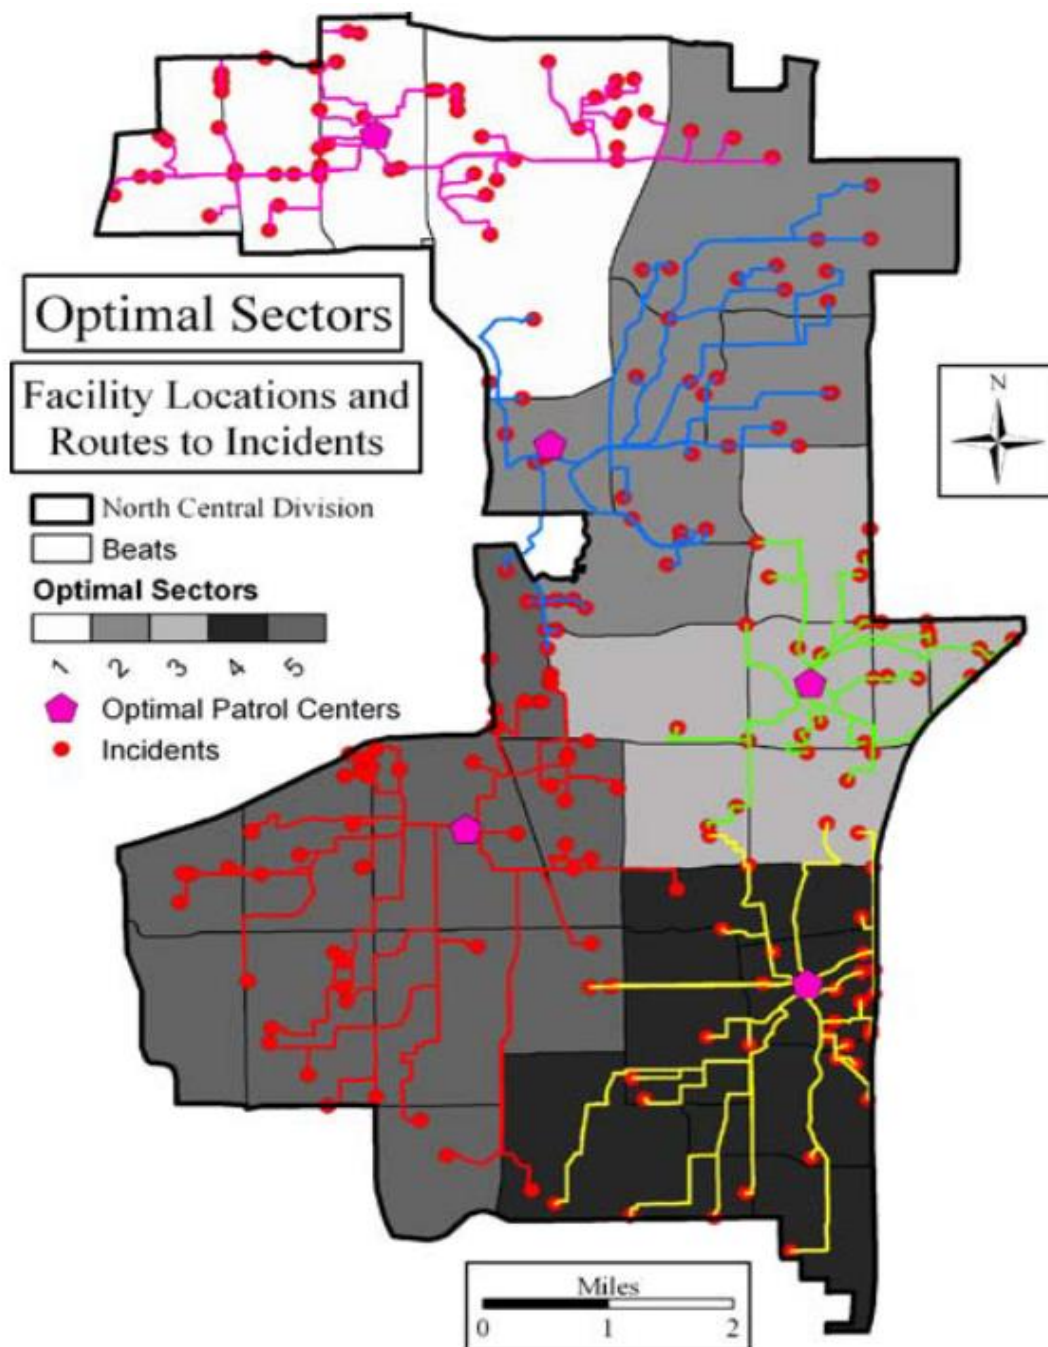 Optimal Sectors
Facility Locations and
Routes to Incidents
North Central Division
Beats
Optimal Sectors
1 2 3 4 5
Optimal Patrol Centers
Incidents
N
Miles
0 1 2